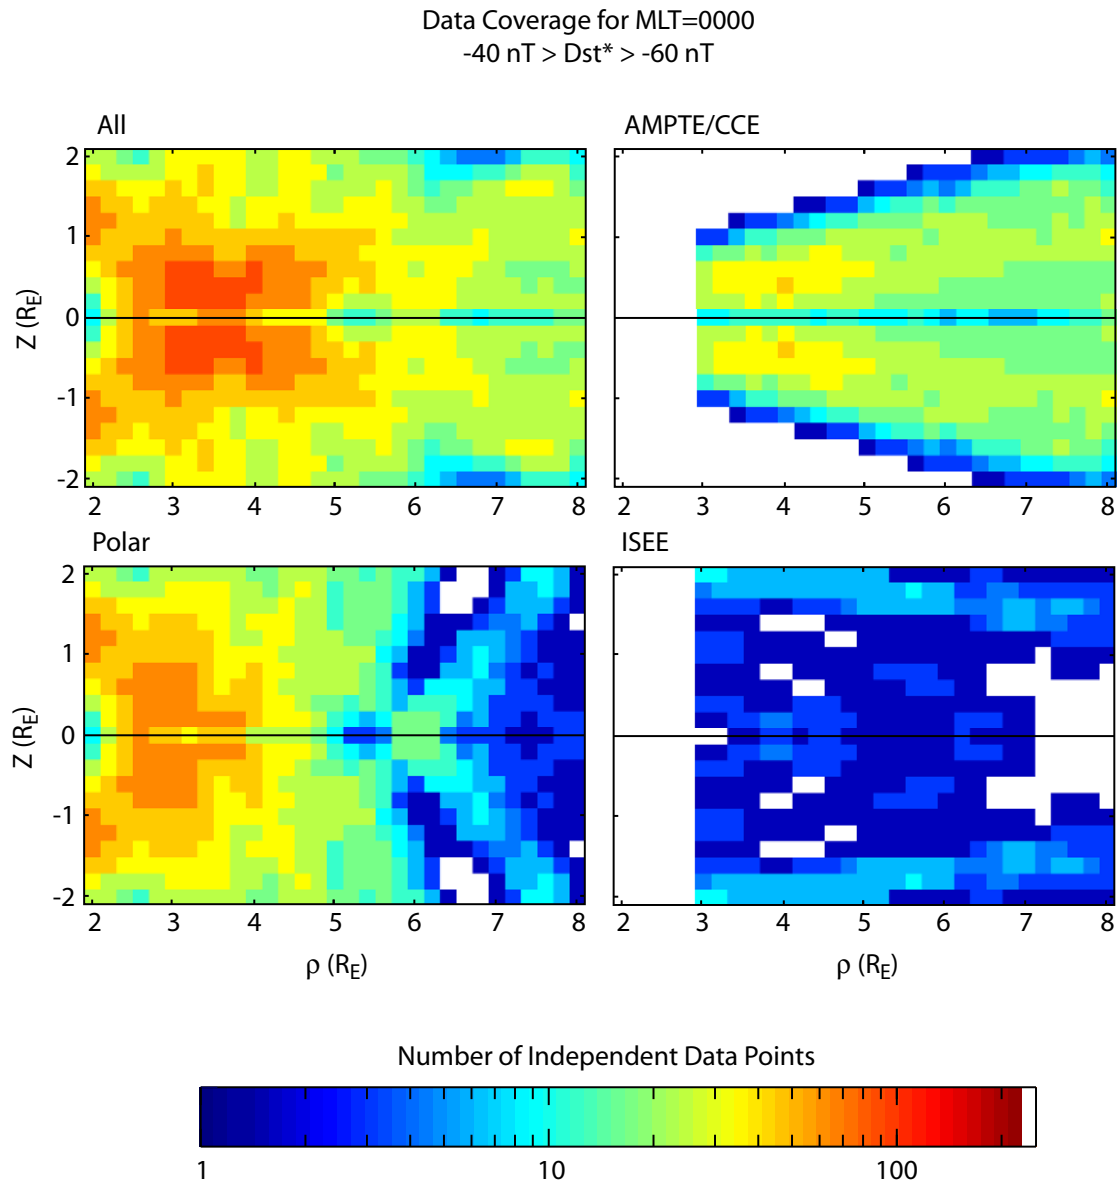 Data Coverage for MLT=0000
-40 nT > Dst* > -60 nT
All
AMPTE/CCE
2
1
0
-1
-2
Z (RE)
2 3 4 5 6 7 8
2 3 4 5 6 7 8
Polar
ISEE
2
1
0
-1
-2
Z (RE)
2 3 4 5 6 7 8
2 3 4 5 6 7 8
ρ (RE)
ρ (RE)
Number of Independent Data Points
1 10 100